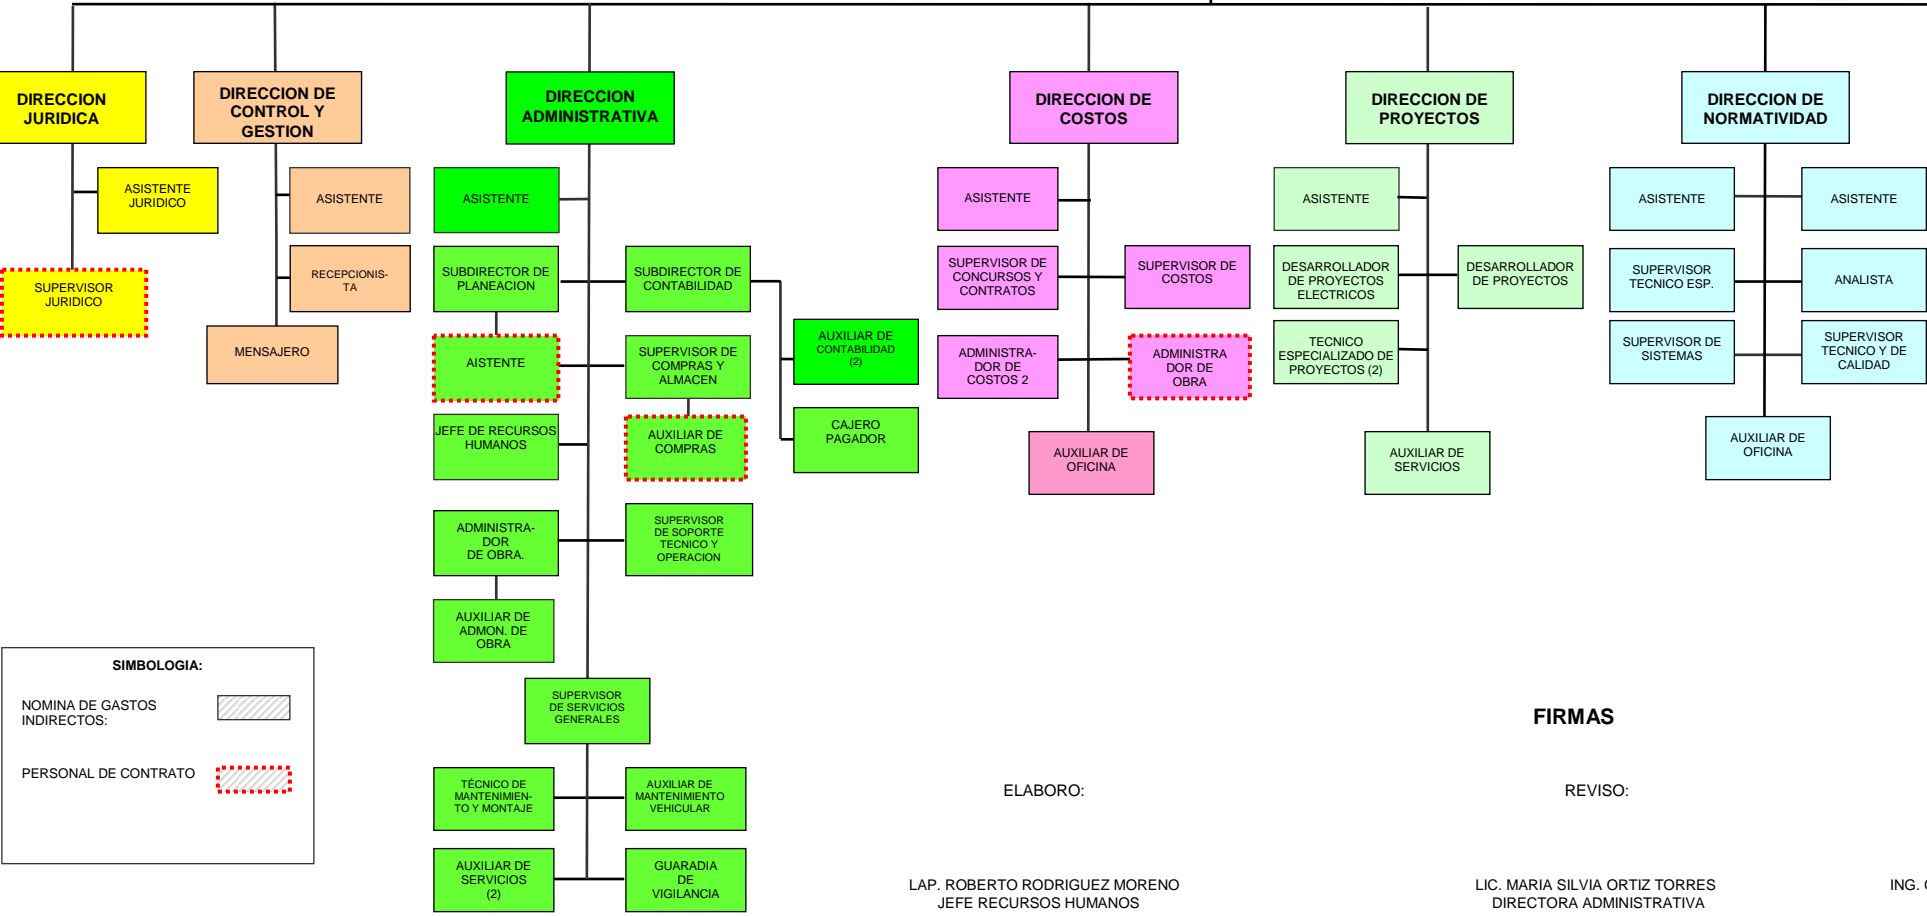 DIRECCION
JURIDICA
ASISTENTE
JURIDICO
SUPERVISOR
JURIDICO
DIRECCION DE
CONTROL Y
GESTION
ASISTENTE
RECEPCIONIS-
TA
MENSAJERO
DIRECCION
ADMINISTRATIVA
ASISTENTE
SUBDIRECTOR DE
PLANEACION
SUBDIRECTOR DE
CONTABILIDAD
AISTENTE
SUPERVISOR DE
COMPRAS Y
ALMACEN
AUXILIAR DE
CONTABILIDAD
(2)
JEFE DE RECURSOS
HUMANOS
AUXILIAR DE
COMPRAS
CAJERO
PAGADOR
ADMINISTRA-
DOR
DE OBRA.
SUPERVISOR
DE SOPORTE
TECNICO Y
OPERACION
AUXILIAR DE
ADMON. DE
OBRA
SUPERVISOR
DE SERVICIOS
GENERALES
TÉCNICO DE
MANTENIMIEN-
TO Y MONTAJE
AUXILIAR DE
MANTENIMIENTO
VEHICULAR
AUXILIAR DE
SERVICIOS
(2)
GUARADIA
DE
VIGILANCIA
DIRECCION DE
COSTOS
ASISTENTE
SUPERVISOR DE
CONCURSOS Y
CONTRATOS
SUPERVISOR DE
COSTOS
ADMINISTRA-
DOR DE
COSTOS 2
ADMINISTRA
DOR DE
OBRA
AUXILIAR DE
OFICINA
DIRECCION DE
PROYECTOS
ASISTENTE
DESARROLLADOR
DE PROYECTOS
ELECTRICOS
DESARROLLADOR
DE PROYECTOS
TECNICO
ESPECIALIZADO DE
PROYECTOS (2)
AUXILIAR DE
SERVICIOS
DIRECCION DE
NORMATIVIDAD
ASISTENTE
ASISTENTE
SUPERVISOR
TECNICO ESP.
ANALISTA
SUPERVISOR DE
SISTEMAS
SUPERVISOR
TECNICO Y DE
CALIDAD
AUXILIAR DE
OFICINA
SIMBOLOGIA:
NOMINA DE GASTOS
INDIRECTOS:
PERSONAL DE CONTRATO
FIRMAS
ELABORO:
REVISO:
LAP. ROBERTO RODRIGUEZ MORENO
JEFE RECURSOS HUMANOS
LIC. MARIA SILVIA ORTIZ TORRES
DIRECTORA ADMINISTRATIVA
ING.